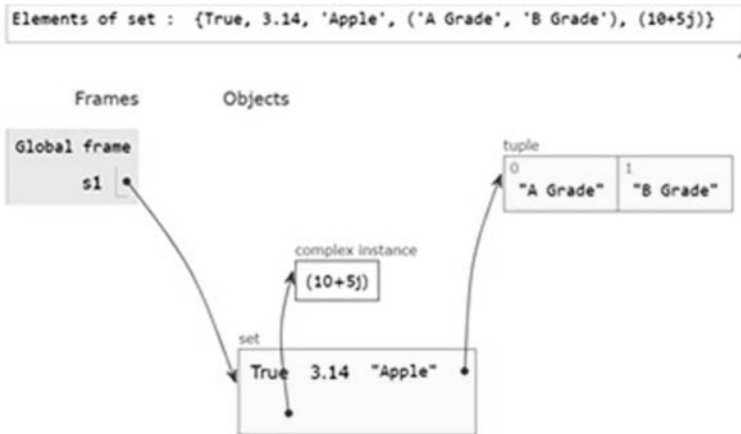 Elements of set :  {True, 3.14, 'Apple', ('A Grade', 'B Grade'), (10+5j)}
Frames Objects
Global frame
s1
tuple
0 1
"A Grade" "B Grade"
complex instance
(10+5j)
set
True 3.14 "Apple"